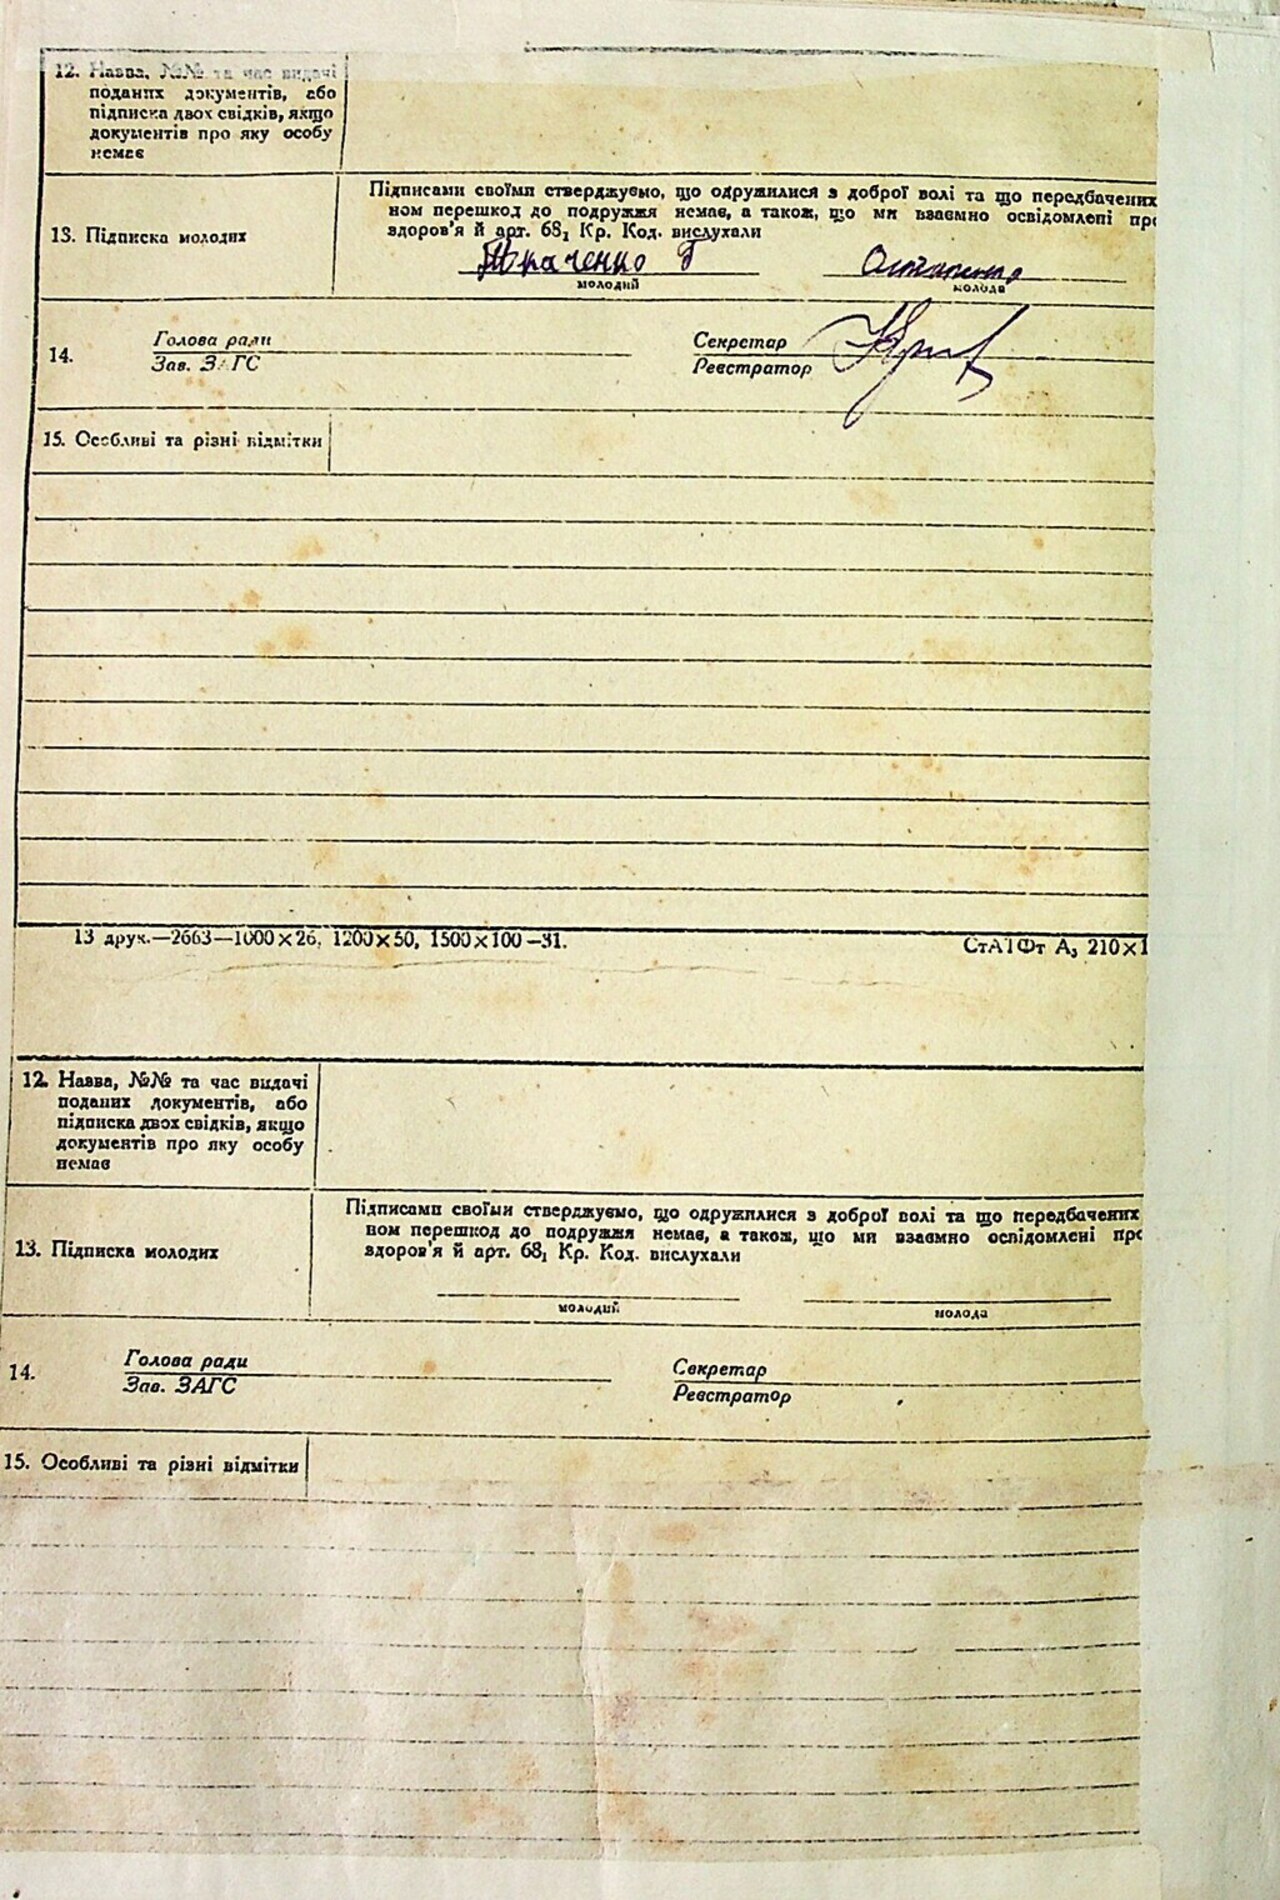 12. Назва, №№ та час видачі
поданих документів, або
підписка двох свідків, якщо
документів про яку особу
немає
Підписами своїми стверджуємо, що одружилися з доброї волі та що передбачених
ном перешкод до подружжя немає, а також, що ми взаємно освідомлені про
13. Підписка молодих
здоров'я й арт. 68₁ Кр. Код. вислухали
Ткаченко Г Остапенко
молодий молода
14. Голова ради Секретар
Зав. ЗАГС Реєстратор
15. Особливі та різні відмітки
13 друк.—2663—1000×26, 1200×50, 1500×100—31. СтАТФт А₃ 210×1
12. Назва, №№ та час видачі
поданих документів, або
підписка двох свідків, якщо
документів про яку особу
немає
Підписами своїми стверджуємо, що одружилися з доброї волі та що передбачених
ном перешкод до подружжя немає, а також, що ми взаємно освідомлені про
13. Підписка молодих
здоров'я й арт. 68₁ Кр. Код. вислухали
молодий молода
14. Голова ради Секретар
Зав. ЗАГС Реєстратор
15. Особливі та різні відмітки